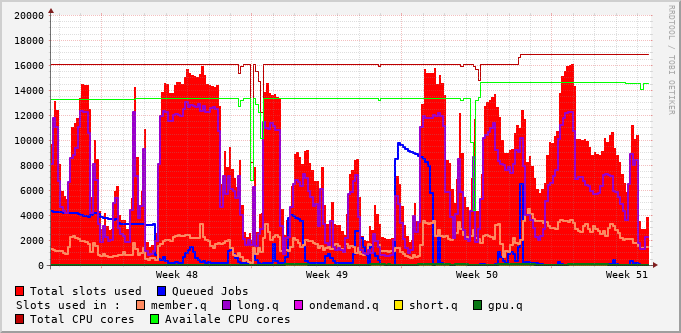 20000
18000
16000
14000
12000
10000
8000
6000
4000
2000
0
Week 48 Week 49 Week 50 Week 51
RRDTOOL / TOBI OETIKER
Total slots used Queued Jobs
Slots used in : member.q long.q ondemand.q short.q gpu.q
Total CPU cores Availale CPU cores